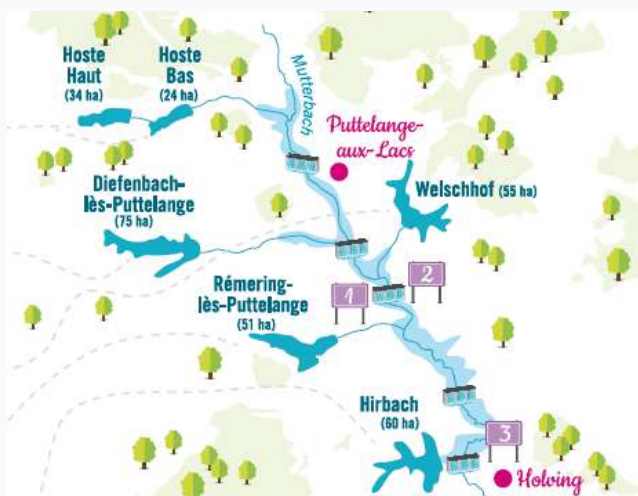 Hoste
Haut
(34 ha)
Hoste
Bas
(24 ha)
Mutterbach
Puttelange-
aux-Lacs
Diefenbach-
lès-Puttelange
(75 ha)
Welschhof (55 ha)
Rémering-
lès-Puttelange
(51 ha)
1
2
Hirbach
(60 ha)
3
Holving